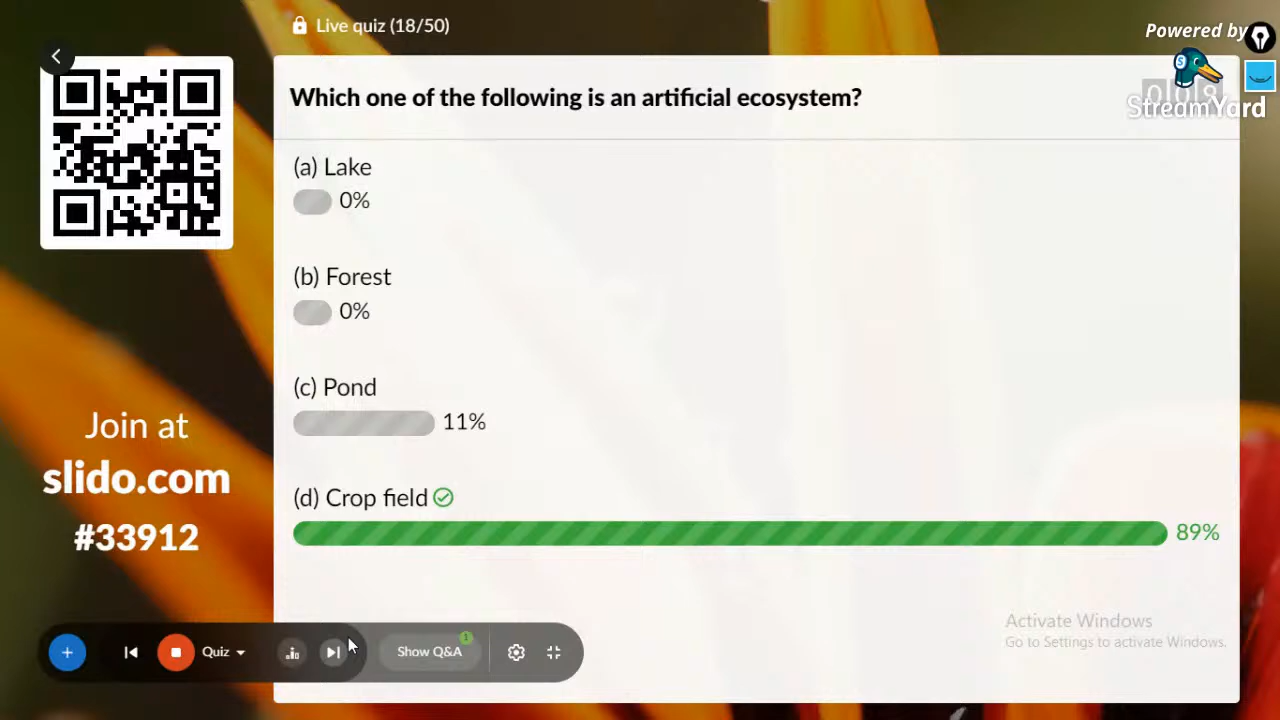 Live quiz (18/50)
Powered by
StreamYard
Which one of the following is an artificial ecosystem?
(a) Lake
0%
(b) Forest
0%
(c) Pond
11%
(d) Crop field
89%
Join at
slido.com
#33912
Activate Windows
Go to Settings to activate Windows.
Quiz
Show Q&A
1